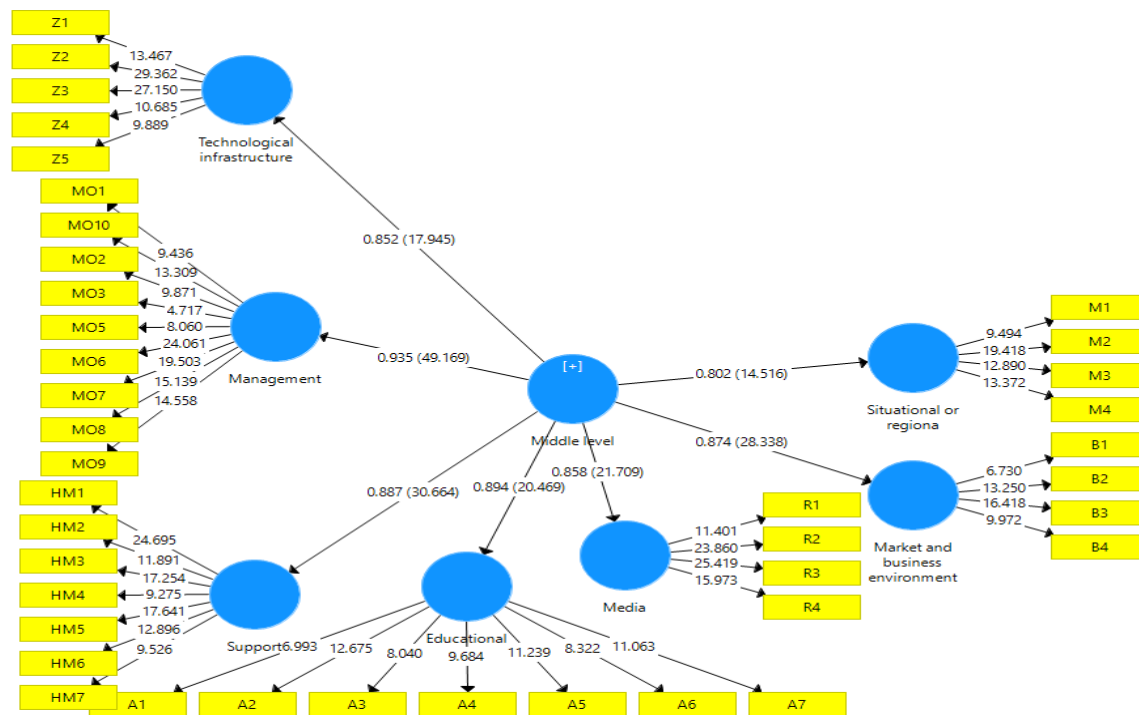 Z1
Z2
Z3
Z4
Z5
13.467
29.362
27.150
10.685
9.889
Technological
infrastructure
MO1
MO10
MO2
MO3
MO5
MO6
MO7
MO8
MO9
9.436
13.309
9.871
4.717
8.060
24.061
19.503
15.139
14.558
Management
0.852 (17.945)
0.935 (49.169)
[+]
Middle level
0.802 (14.516)
0.874 (28.338)
0.858 (21.709)
0.894 (20.469)
0.887 (30.664)
Situational or
regiona
9.494
19.418
12.890
13.372
M1
M2
M3
M4
Market and
business
environment
6.730
13.250
16.418
9.972
B1
B2
B3
B4
Media
11.401
23.860
25.419
15.973
R1
R2
R3
R4
HM1
HM2
HM3
HM4
HM5
HM6
HM7
24.695
11.891
17.254
9.275
17.641
12.896
9.526
Support
Educational
6.993
12.675
8.040
9.684
11.239
8.322
11.063
A1
A2
A3
A4
A5
A6
A7